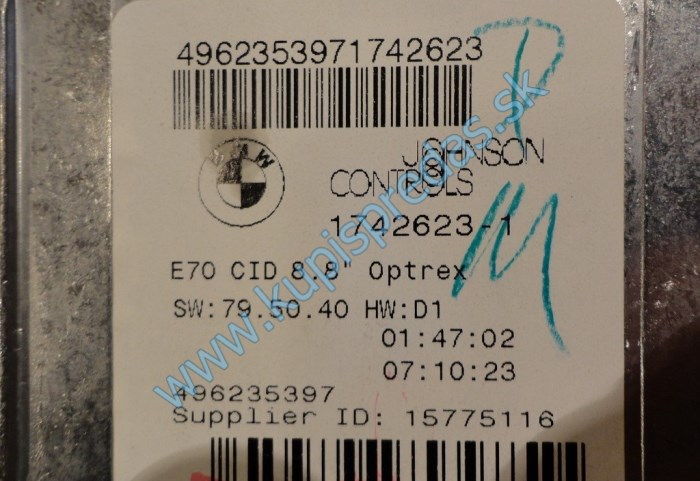 4962353971742623
BMW
JOHNSON
CONTROLS
1742623-1
E70 CID 8.8" Optrex
SW:79.50.40 HW:D1
01:47:02
07:10:23
496235397
Supplier ID: 15775116
www.kupispredas.sk